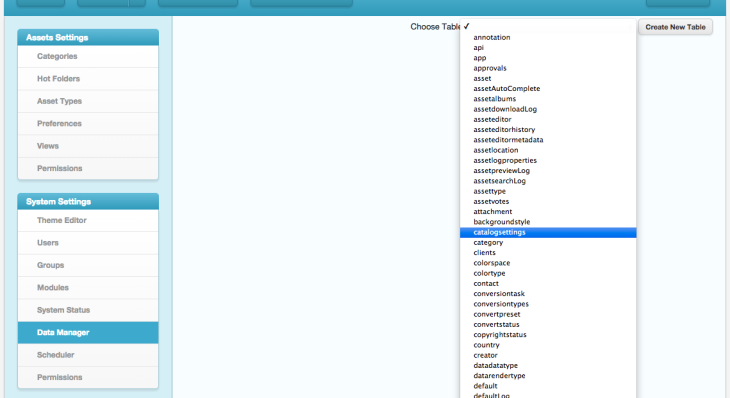 Choose Table ✓
Create New Table
Assets Settings
Categories
Hot Folders
Asset Types
Preferences
Views
Permissions
System Settings
Theme Editor
Users
Groups
Modules
System Status
Data Manager
Scheduler
Permissions
annotation
api
app
approvals
asset
assetAutoComplete
assetalbums
assetdownloadLog
asseteditor
asseteditorhistory
asseteditormetadata
assetlocation
assetlogproperties
assetpreviewLog
assetsearchLog
assettype
assetvotes
attachment
backgroundstyle
catalogsettings
category
clients
colorspace
colortype
contact
conversiontask
conversiontypes
convertpreset
convertstatus
copyrightstatus
country
creator
datadatatype
datarendertype
default
defaultLog